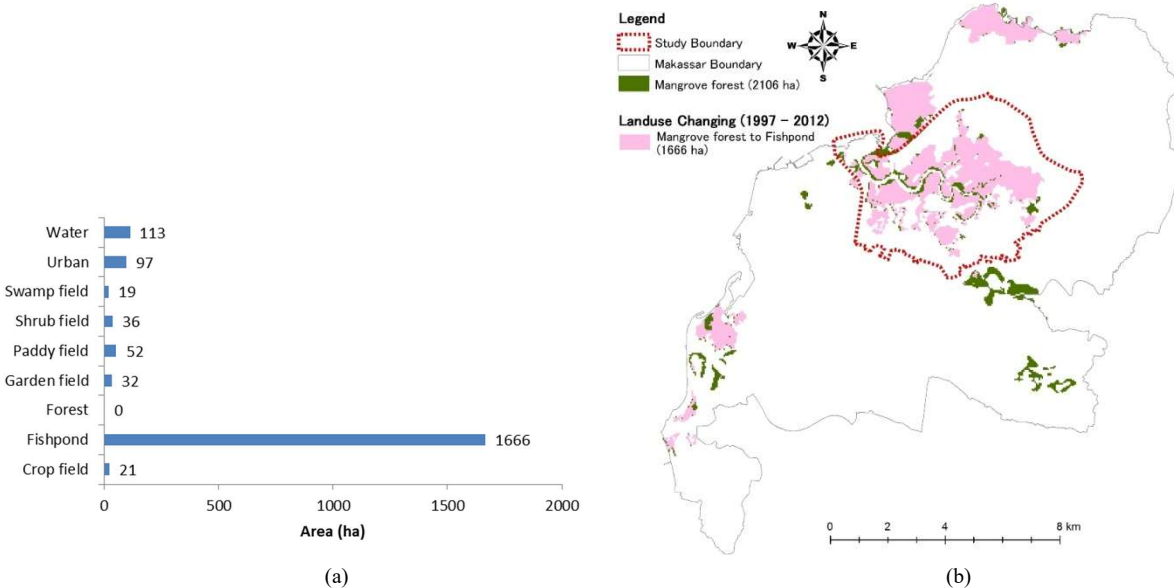 Water 113
Urban 97
Swamp field 19
Shrub field 36
Paddy field 52
Garden field 32
Forest 0
Fishpond 1666
Crop field 21
0 500 1000 1500 2000
Area (ha)
(a)
Legend
Study Boundary
Makassar Boundary
Mangrove forest (2106 ha)
Landuse Changing (1997 - 2012)
Mangrove forest to Fishpond
(1666 ha)
N
W E
S
0 2 4 8 km
(b)